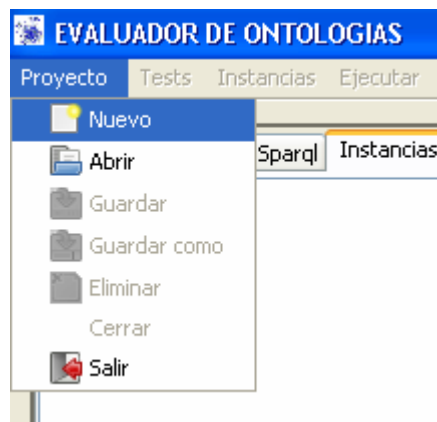 EVALUADOR DE ONTOLOGIAS
Proyecto Tests Instancias Ejecutar
Nuevo
Abrir
Sparql Instancias
Guardar
Guardar como
Eliminar
Cerrar
Salir